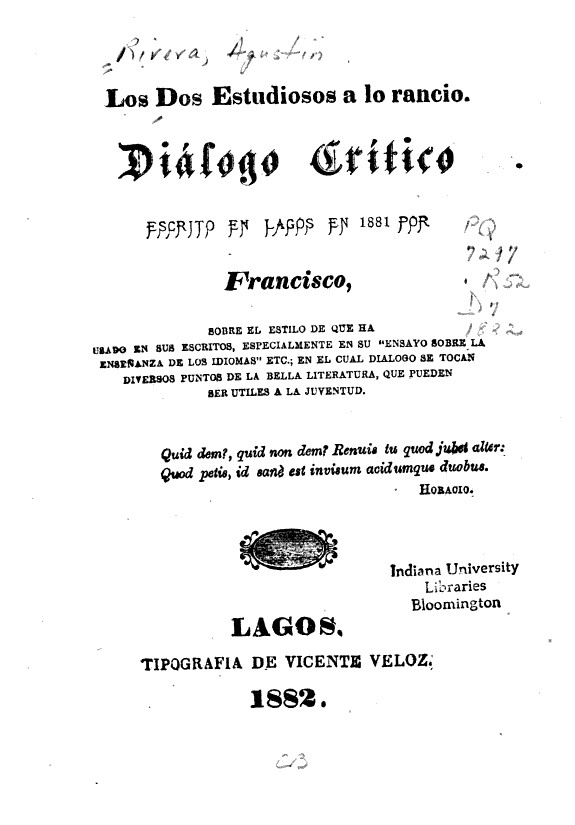 Rivera, Agustín
Los Dos Estudiosos a lo rancio.
Diálogo Crítico
ESCRITO EN LAGOS EN 1881 POR
Francisco,
PQ
7297
.R52
D7
1882
SOBRE EL ESTILO DE QUE HA
USADO EN SUS ESCRITOS, ESPECIALMENTE EN SU "ENSAYO SOBRE LA
ENSEÑANZA DE LOS IDIOMAS" ETC.; EN EL CUAL DIALOGO SE TOCAN
DIVERSOS PUNTOS DE LA BELLA LITERATURA, QUE PUEDEN
SER UTILES A LA JUVENTUD.
Quid dem?, quid non dem? Renuis tu quod jubet alter:
Quod petis, id sanè est invisum acidumque duobus.
HORACIO.
Indiana University
Libraries
Bloomington
LAGOS.
TIPOGRAFIA DE VICENTE VELOZ.
1882.